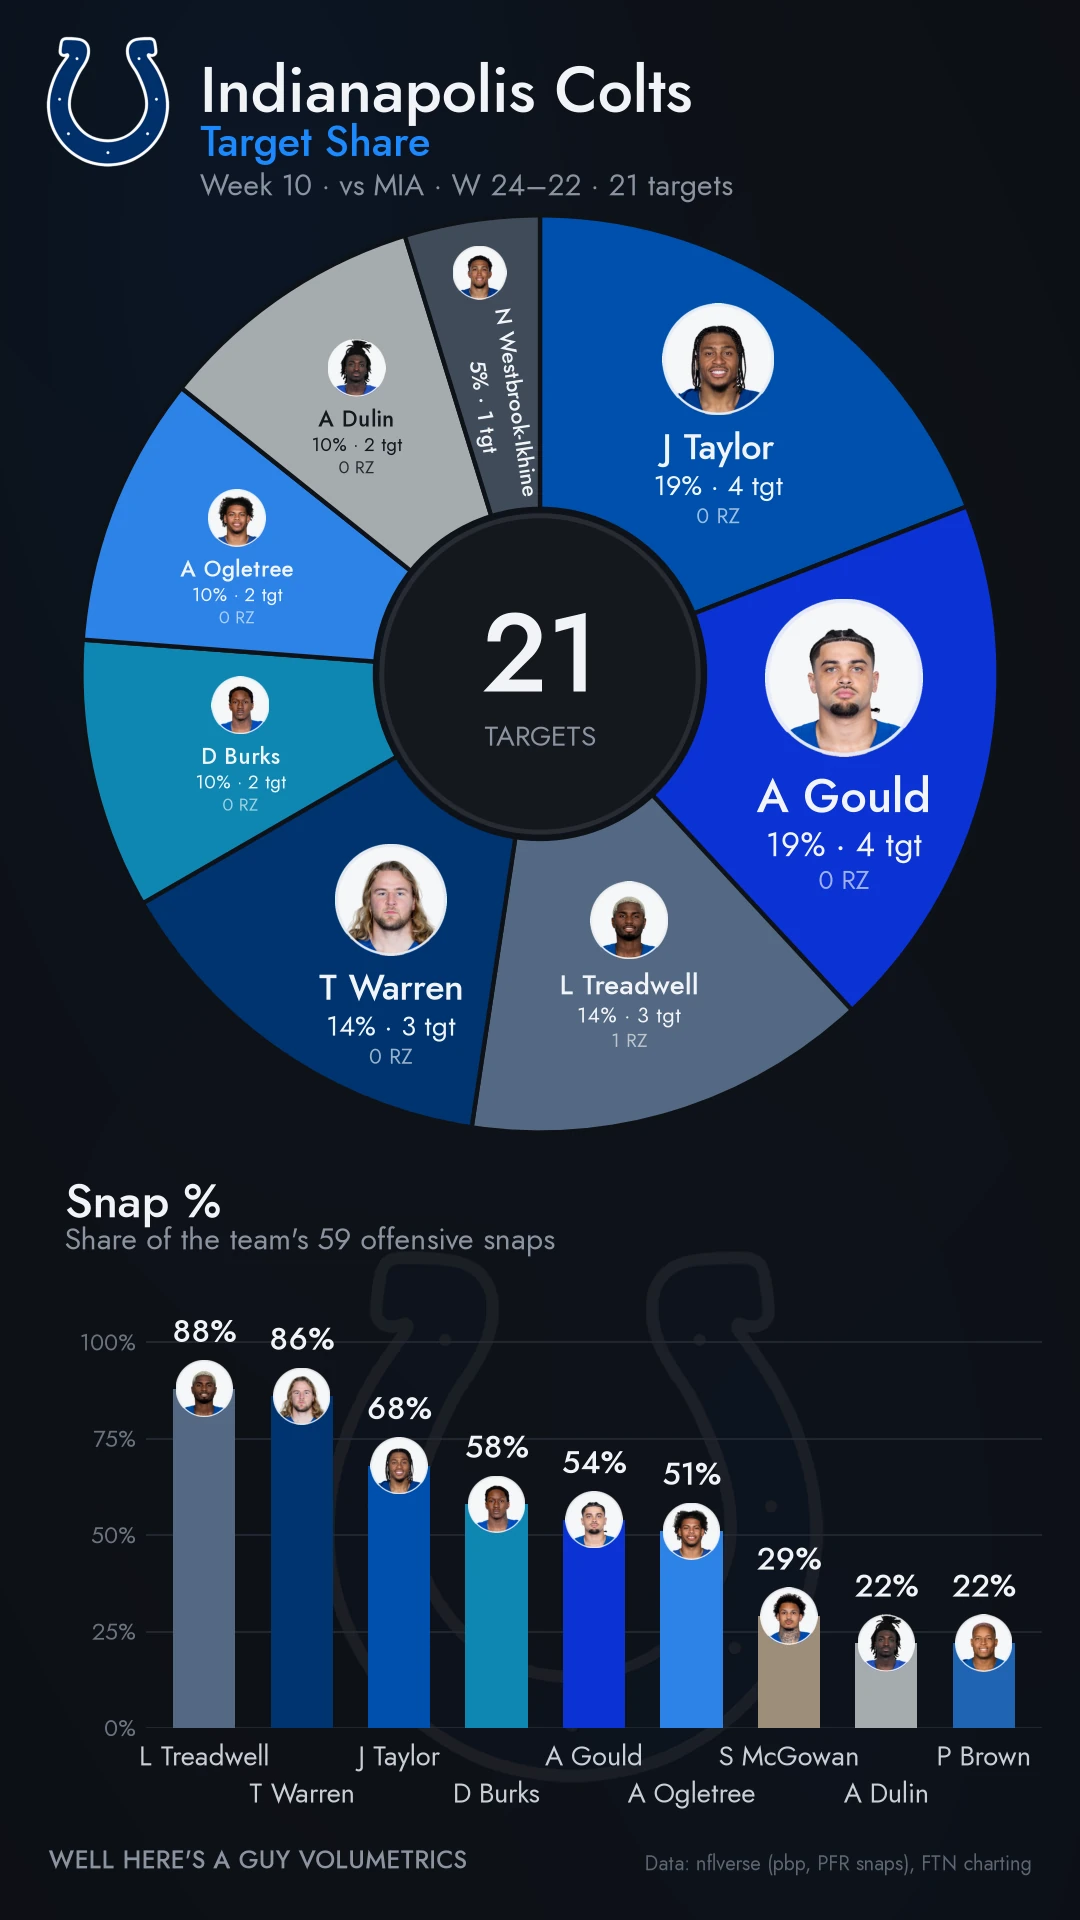 Indianapolis Colts
Target Share
Week 10 · vs MIA · W 24–22 · 21 targets
J Taylor
19% · 4 tgt
0 RZ
A Gould
19% · 4 tgt
0 RZ
L Treadwell
14% · 3 tgt
1 RZ
T Warren
14% · 3 tgt
0 RZ
D Burks
10% · 2 tgt
0 RZ
A Ogletree
10% · 2 tgt
0 RZ
A Dulin
10% · 2 tgt
0 RZ
N Westbrook-Ikhine
5% · 1 tgt
21
TARGETS
Snap %
Share of the team's 59 offensive snaps
100%
75%
50%
25%
0%
88%
86%
68%
58%
54%
51%
29%
22%
22%
L Treadwell
T Warren
J Taylor
D Burks
A Gould
A Ogletree
S McGowan
A Dulin
P Brown
WELL HERE'S A GUY VOLUMETRICS
Data: nflverse (pbp, PFR snaps), FTN charting